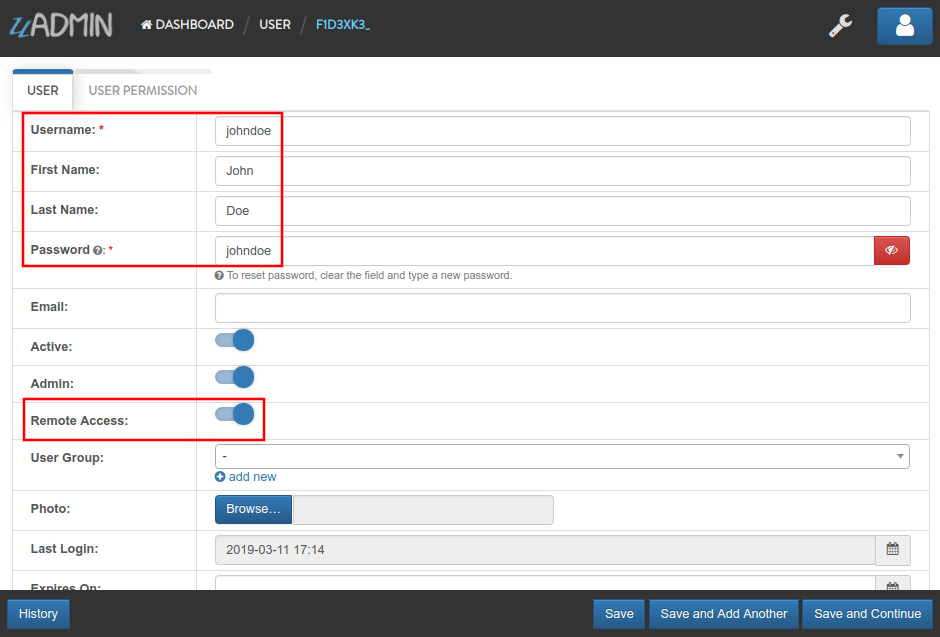 uADMIN DASHBOARD / USER / F1D3XK3_
USER USER PERMISSION
Username: * johndoe
First Name: John
Last Name: Doe
Password ?: * johndoe
? To reset password, clear the field and type a new password.
Email:
Active:
Admin:
Remote Access:
User Group: -
add new
Photo: Browse...
Last Login: 2019-03-11 17:14
Expires On:
History Save Save and Add Another Save and Continue